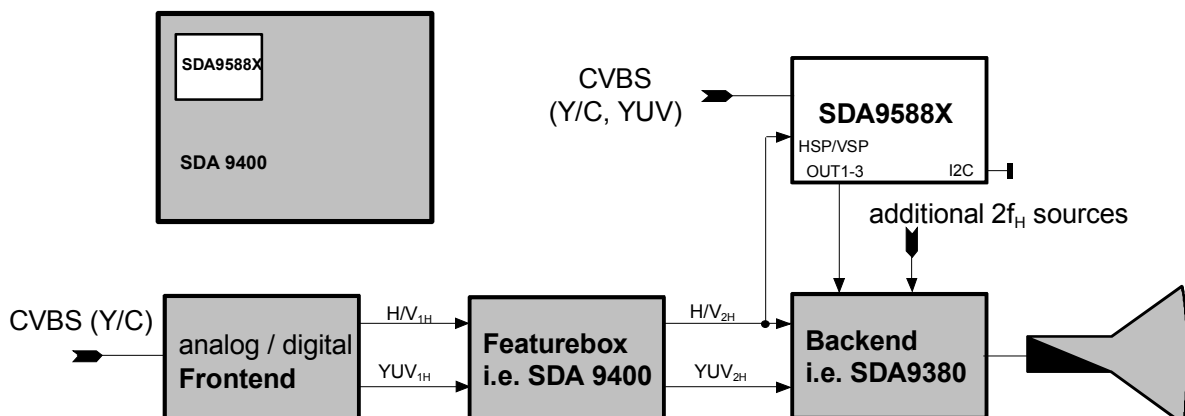 SDA9588X
SDA 9400
CVBS
(Y/C, YUV)
SDA9588X
HSP/VSP
OUT1-3
I2C
additional 2fH sources
CVBS (Y/C)
analog / digital
Frontend
H/V1H
YUV1H
Featurebox
i.e. SDA 9400
H/V2H
YUV2H
Backend
i.e. SDA9380